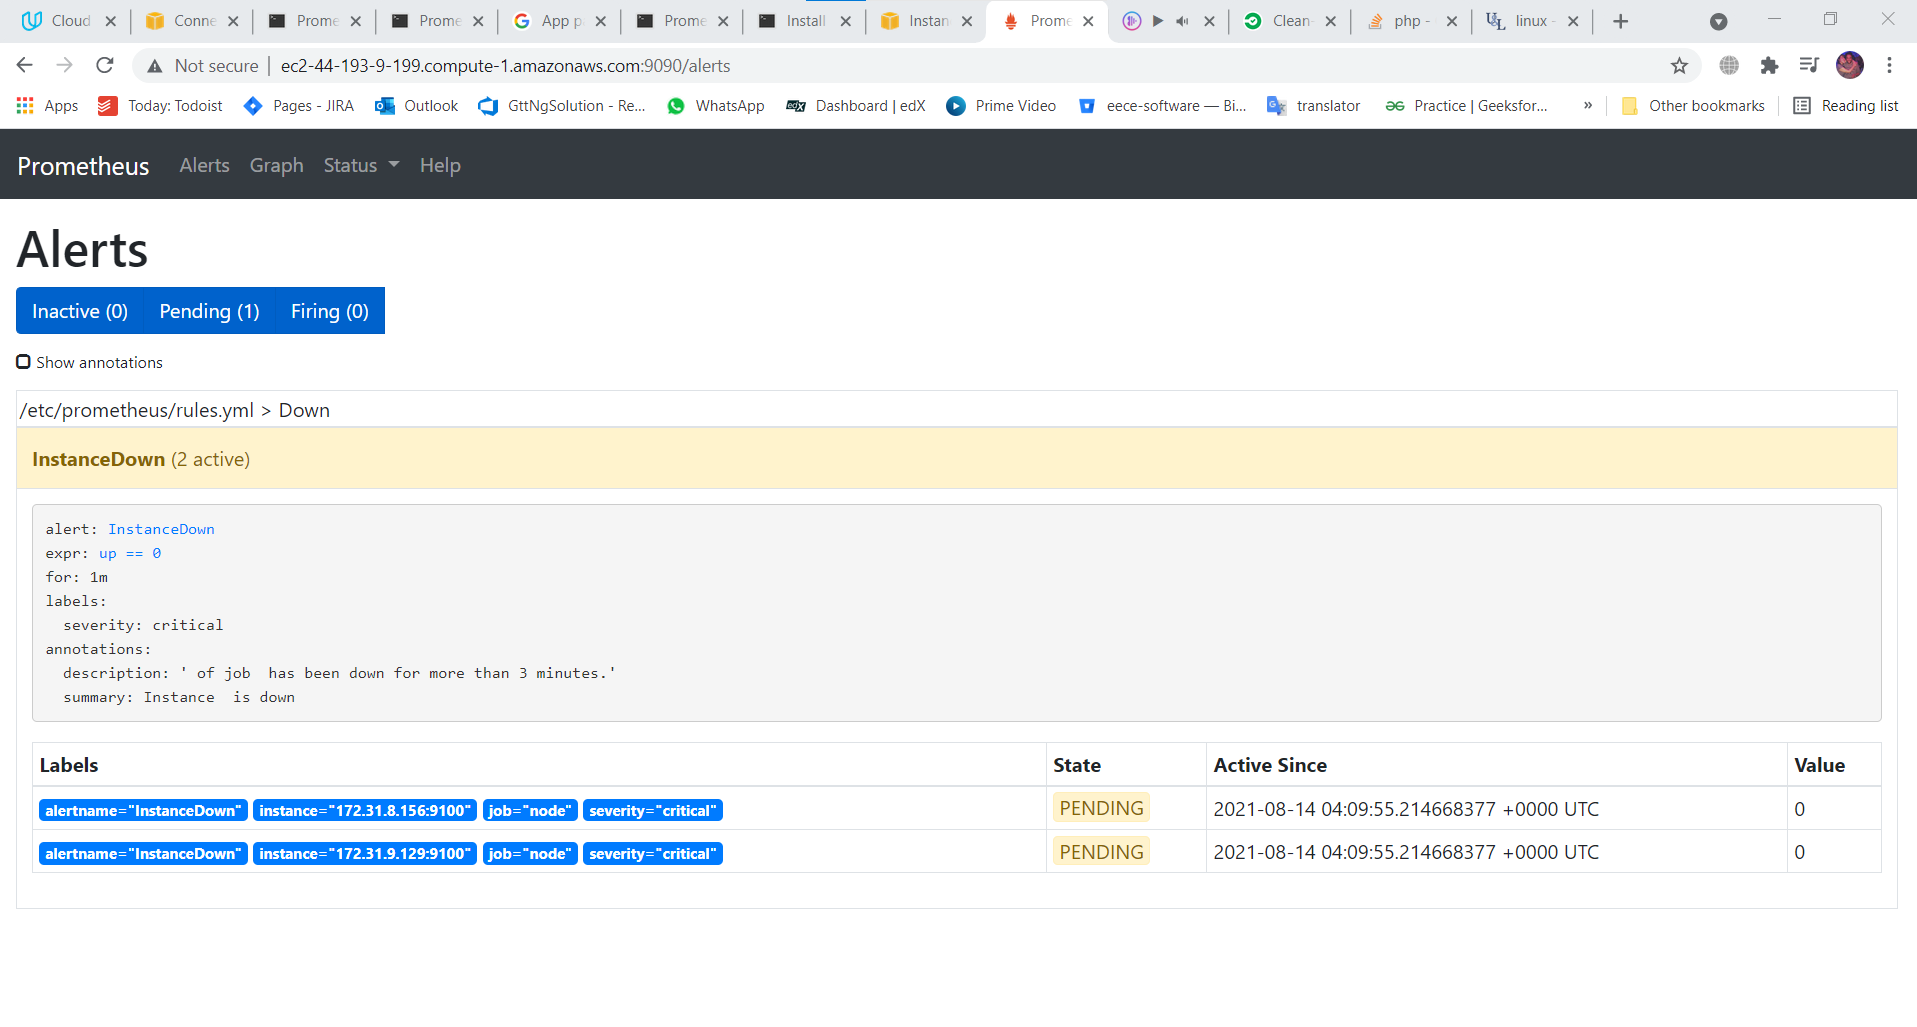 Cloud Conne Prome Prome App p Prome Install Instan Prome Clean- php - linux -
Not secure | ec2-44-193-9-199.compute-1.amazonaws.com:9090/alerts
Apps Today: Todoist Pages - JIRA Outlook GttNgSolution - Re... WhatsApp Dashboard | edX Prime Video eece-software — Bi... translator Practice | Geeksfor... » Other bookmarks Reading list
Prometheus Alerts Graph Status Help
Alerts
Inactive (0) Pending (1) Firing (0)
Show annotations
/etc/prometheus/rules.yml > Down
InstanceDown (2 active)
alert: InstanceDown
expr: up == 0
for: 1m
labels:
  severity: critical
annotations:
  description: ' of job  has been down for more than 3 minutes.'
  summary: Instance  is down
Labels State Active Since Value
alertname="InstanceDown" instance="172.31.8.156:9100" job="node" severity="critical" PENDING 2021-08-14 04:09:55.214668377 +0000 UTC 0
alertname="InstanceDown" instance="172.31.9.129:9100" job="node" severity="critical" PENDING 2021-08-14 04:09:55.214668377 +0000 UTC 0